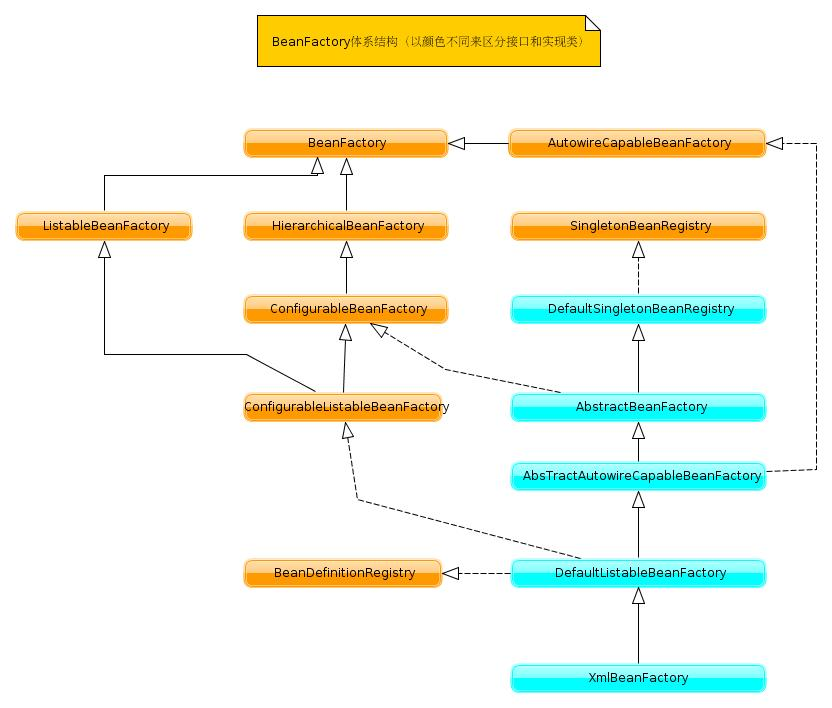 BeanFactory体系结构（以颜色不同来区分接口和实现类）
BeanFactory
AutowireCapableBeanFactory
ListableBeanFactory
HierarchicalBeanFactory
SingletonBeanRegistry
ConfigurableBeanFactory
DefaultSingletonBeanRegistry
ConfigurableListableBeanFactory
AbstractBeanFactory
AbsTractAutowireCapableBeanFactory
BeanDefinitionRegistry
DefaultListableBeanFactory
XmlBeanFactory